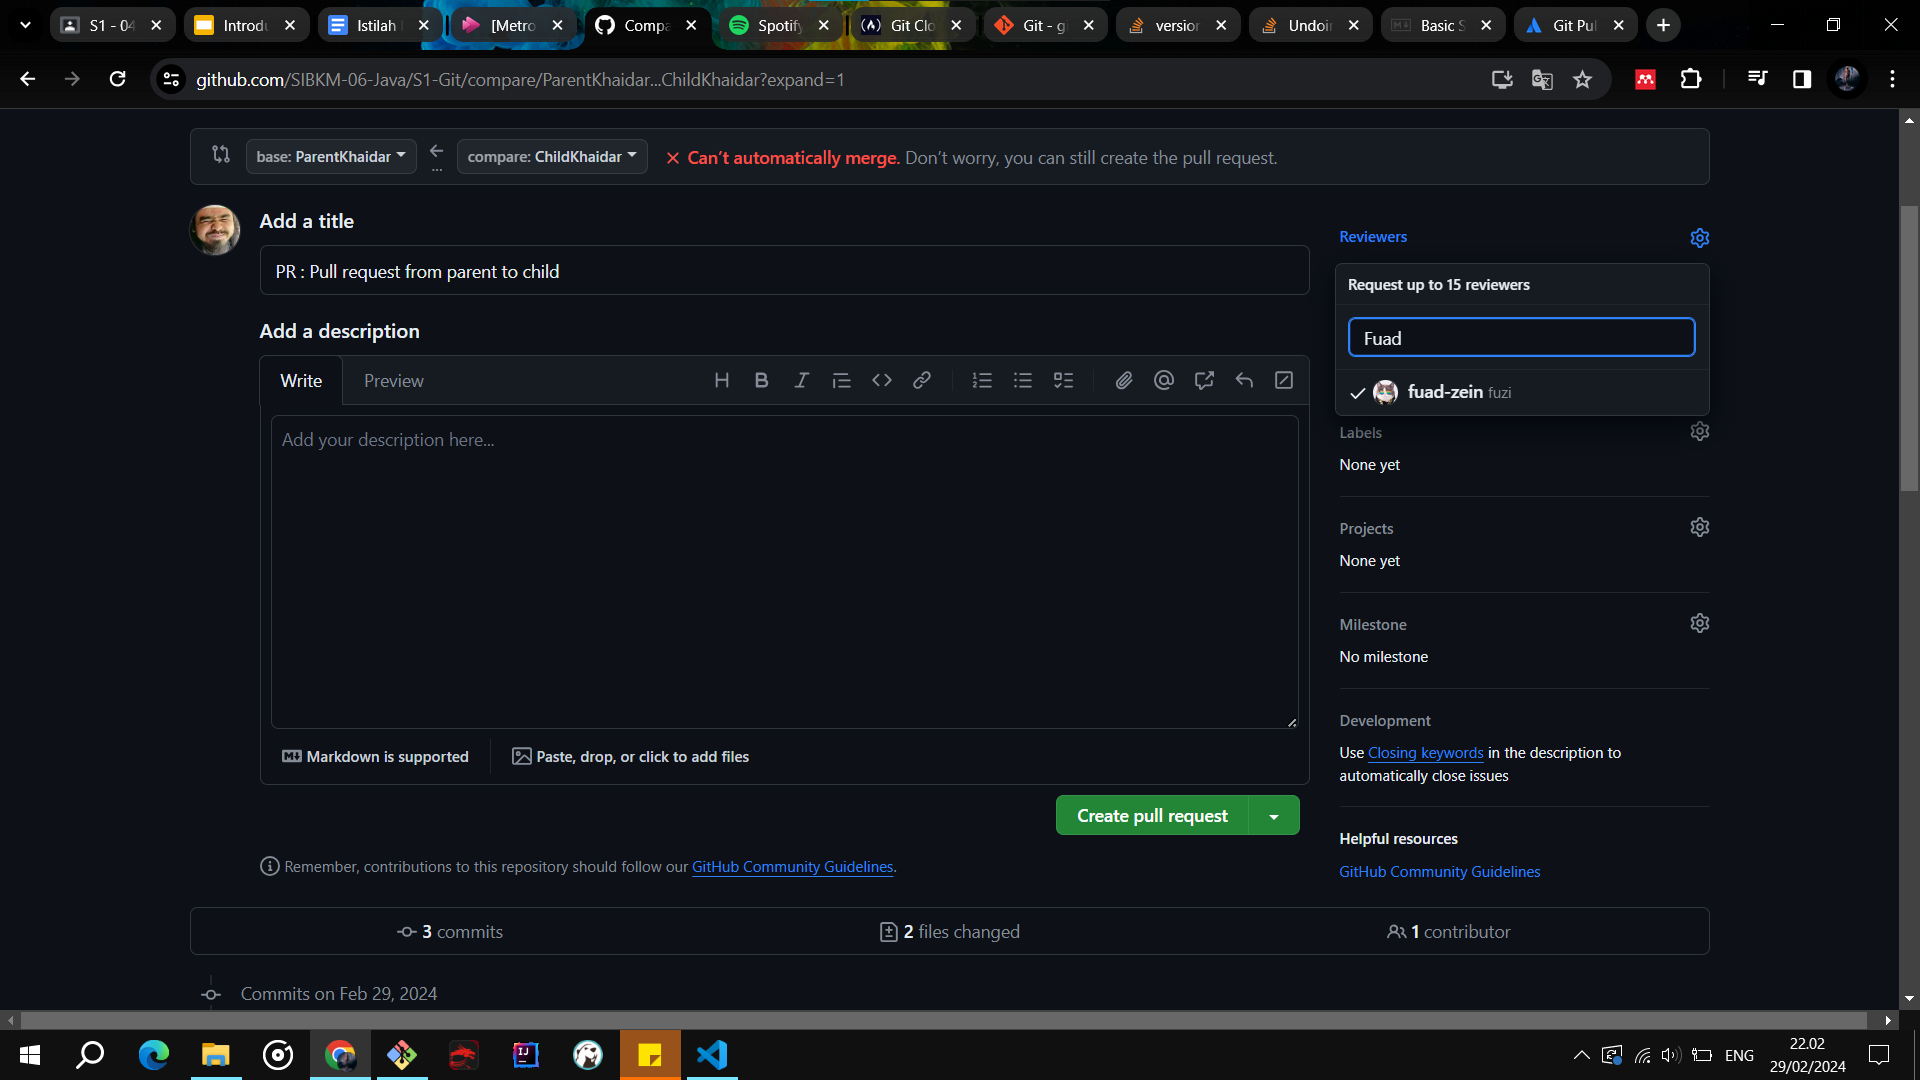 S1 - 04
Introdu
Istilah
[Metro
Compa
Spotify
Git Clo
Git - gi
version
Undoin
Basic S
Git Pul
github.com/SIBKM-06-Java/S1-Git/compare/ParentKhaidar...ChildKhaidar?expand=1
base: ParentKhaidar
...
compare: ChildKhaidar
Can’t automatically merge. Don’t worry, you can still create the pull request.
Add a title
PR : Pull request from parent to child
Add a description
Write
Preview
Add your description here...
Markdown is supported
Paste, drop, or click to add files
Create pull request
Remember, contributions to this repository should follow our GitHub Community Guidelines.
Reviewers
Request up to 15 reviewers
Fuad
fuad-zein fuzi
Labels
None yet
Projects
None yet
Milestone
No milestone
Development
Use Closing keywords in the description to
automatically close issues
Helpful resources
GitHub Community Guidelines
3 commits
2 files changed
1 contributor
Commits on Feb 29, 2024
ENG
22.02
29/02/2024